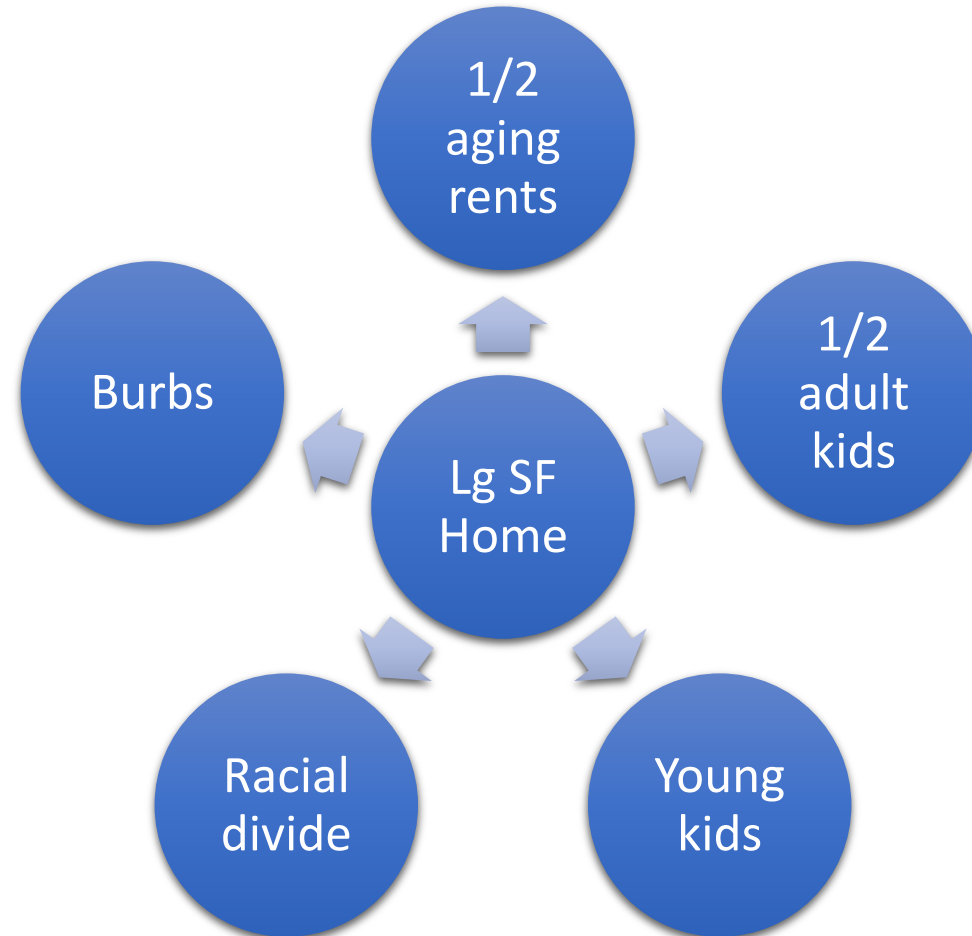 1/2
aging
rents
1/2
adult
kids
Burbs
Lg SF
Home
Racial
divide
Young
kids